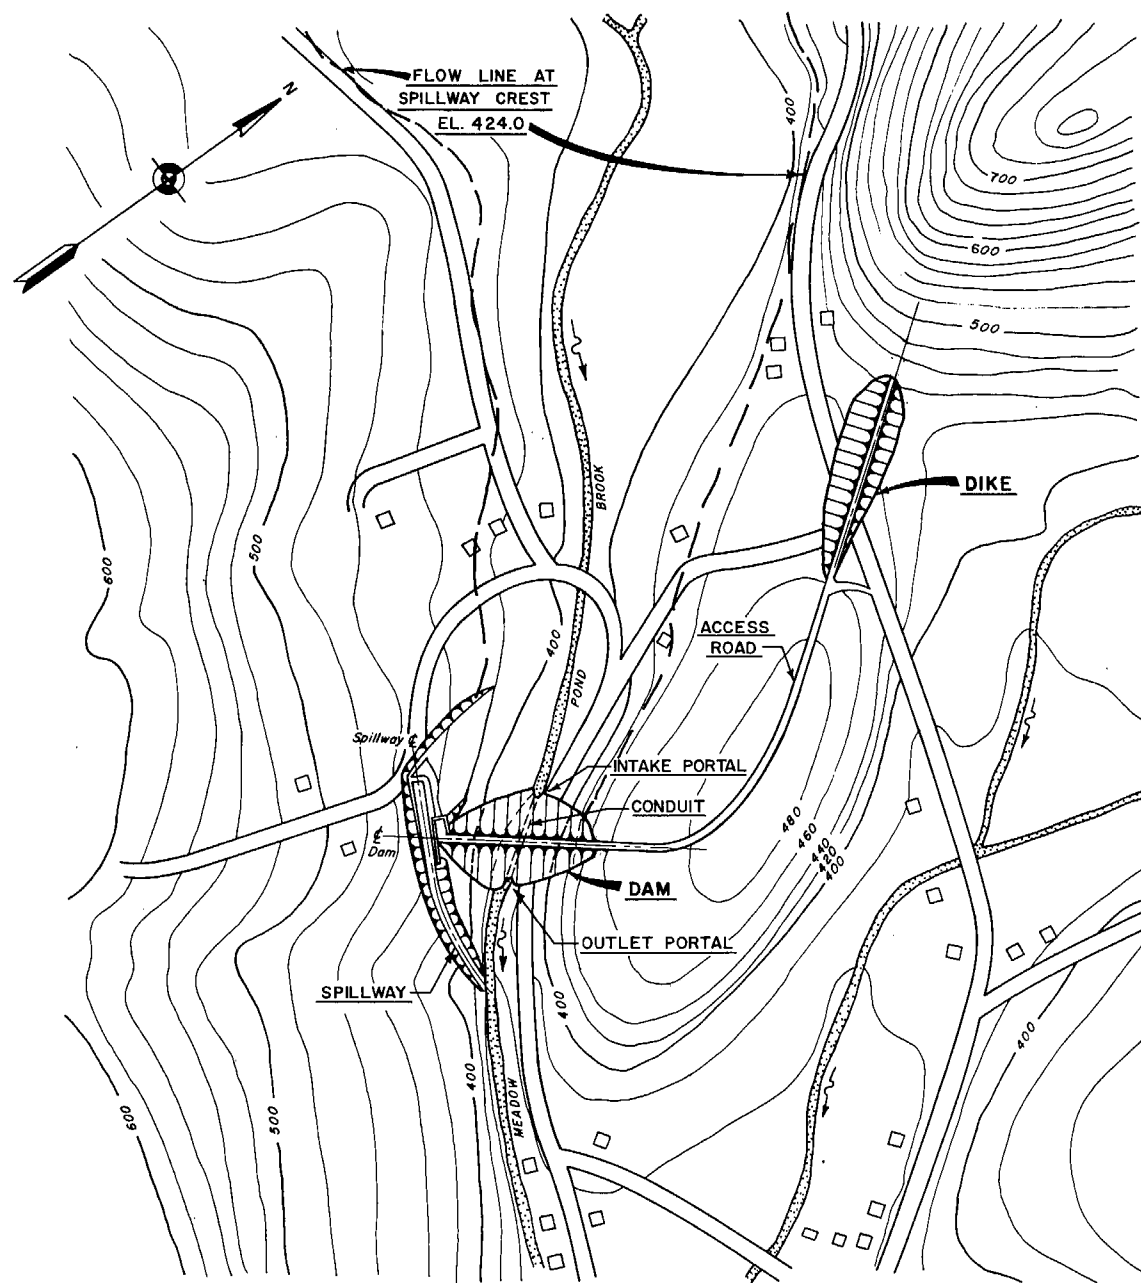 FLOW LINE AT
SPILLWAY CREST
EL. 424.0
N
400
700
600
500
BROOK
DIKE
600
500
400
ACCESS
ROAD
POND
Spillway ℄
INTAKE PORTAL
CONDUIT
℄
Dam
480
460
440
420
400
DAM
OUTLET PORTAL
SPILLWAY
400
400
400
MEADOW
600
500